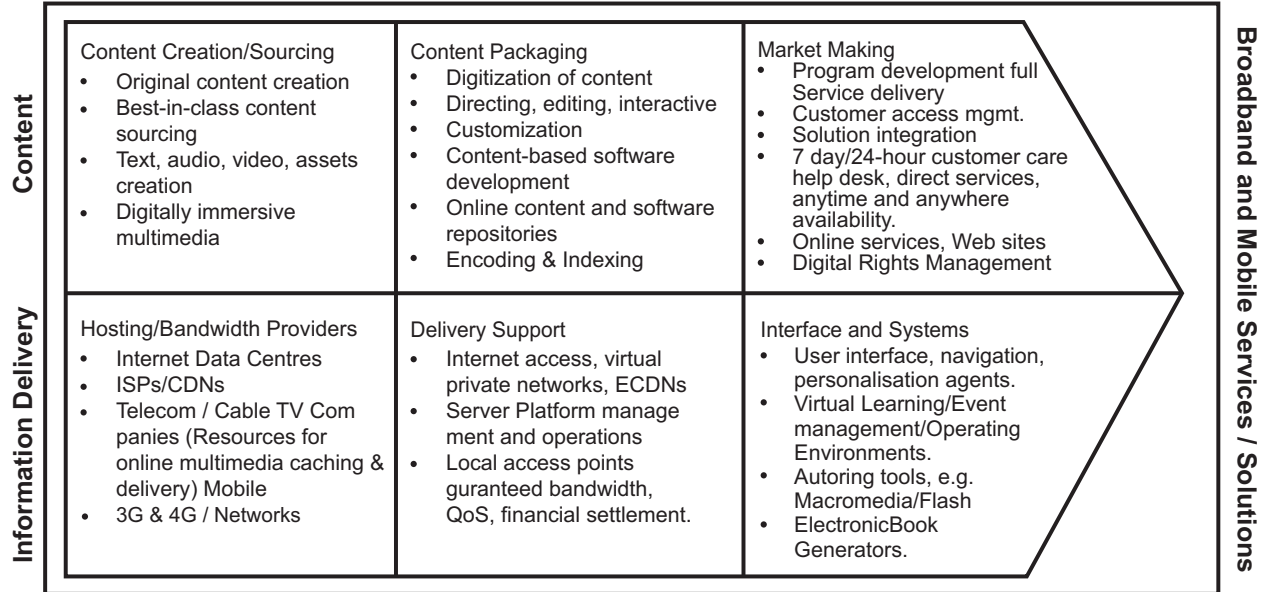 Content
Content Creation/Sourcing
• Original content creation
• Best-in-class content
sourcing
• Text, audio, video, assets
creation
• Digitally immersive
multimedia
Content Packaging
• Digitization of content
• Directing, editing, interactive
• Customization
• Content-based software
development
• Online content and software
repositories
• Encoding & Indexing
Market Making
• Program development full
Service delivery
• Customer access mgmt.
• Solution integration
• 7 day/24-hour customer care
help desk, direct services,
anytime and anywhere
availability.
• Online services, Web sites
• Digital Rights Management
Information Delivery
Hosting/Bandwidth Providers
• Internet Data Centres
• ISPs/CDNs
• Telecom / Cable TV Com
panies (Resources for
online multimedia caching &
delivery) Mobile
• 3G & 4G / Networks
Delivery Support
• Internet access, virtual
private networks, ECDNs
• Server Platform manage
ment and operations
• Local access points
guranteed bandwidth,
QoS, financial settlement.
Interface and Systems
• User interface, navigation,
personalisation agents.
• Virtual Learning/Event
management/Operating
Environments.
• Autoring tools, e.g.
Macromedia/Flash
• ElectronicBook
Generators.
Broadband and Mobile Services / Solutions